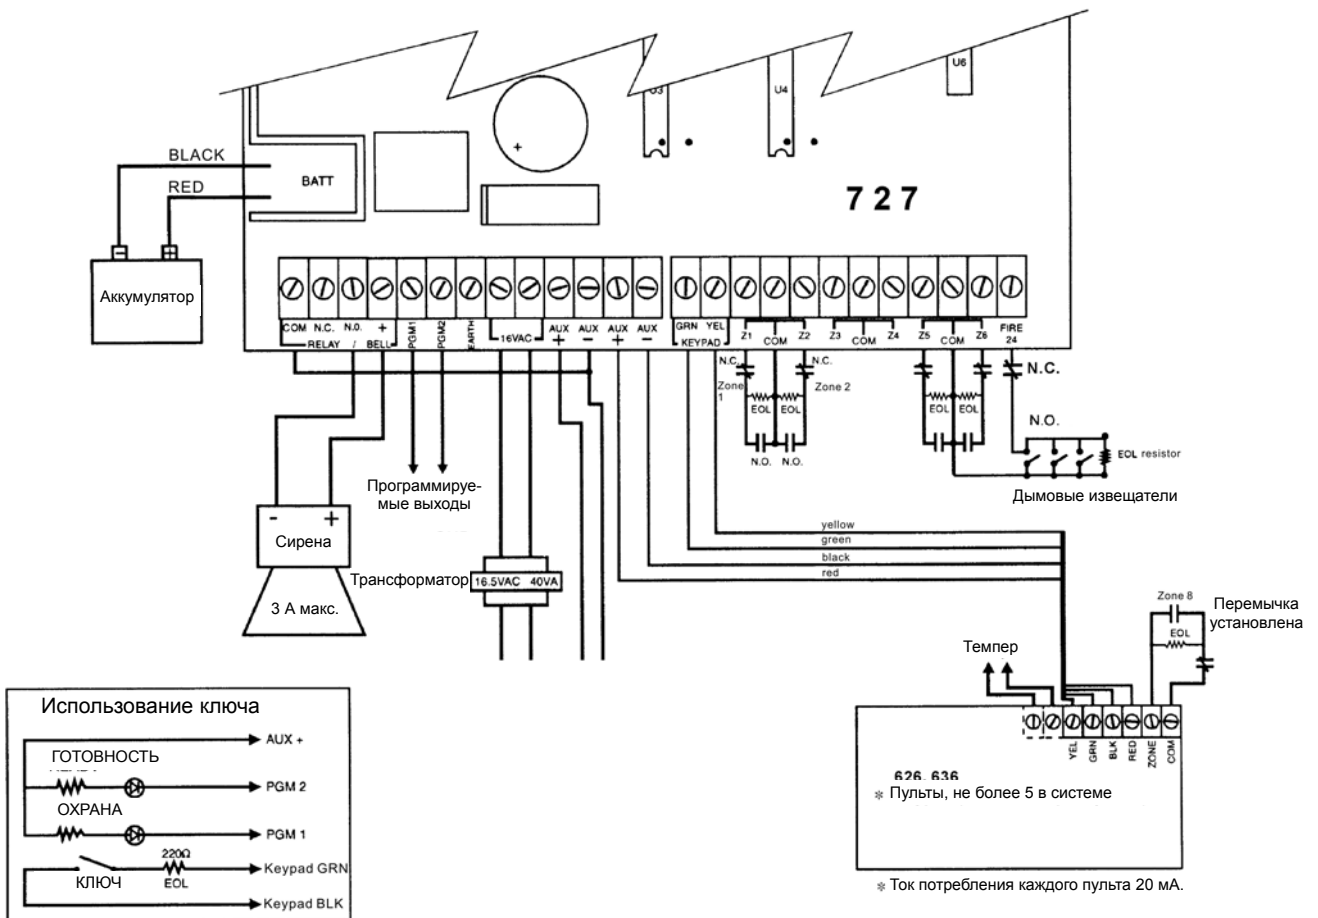 U6
U3
U4
BLACK
RED
BATT
727
Аккумулятор
COM N.C. N.O. +
RELAY / BELL
PGM1
PGM2
EARTH
16VAC
AUX AUX AUX AUX
+ - + -
GRN YEL
KEYPAD
Z1 COM Z2
Z3 COM Z4
Z5 COM Z6
FIRE
24
N.C.
N.C.
Zone
1
Zone 2
EOL EOL
N.O. N.O.
EOL EOL
N.C.
N.O.
EOL resistor
Дымовые извещатели
Программируе-
мые выходы
- +
Сирена
3 А макс.
Трансформатор
16.5VAC 40VA
yellow
green
black
red
Zone 8
EOL
Перемычка
установлена
Темпер
YEL
GRN
BLK
RED
ZONE
COM
626, 636
✽ Пульты, не более 5 в системе
✽ Ток потребления каждого пульта 20 мА.
Использование ключа
AUX +
ГОТОВНОСТЬ
PGM 2
ОХРАНА
PGM 1
220Ω
Keypad GRN
КЛЮЧ
EOL
Keypad BLK